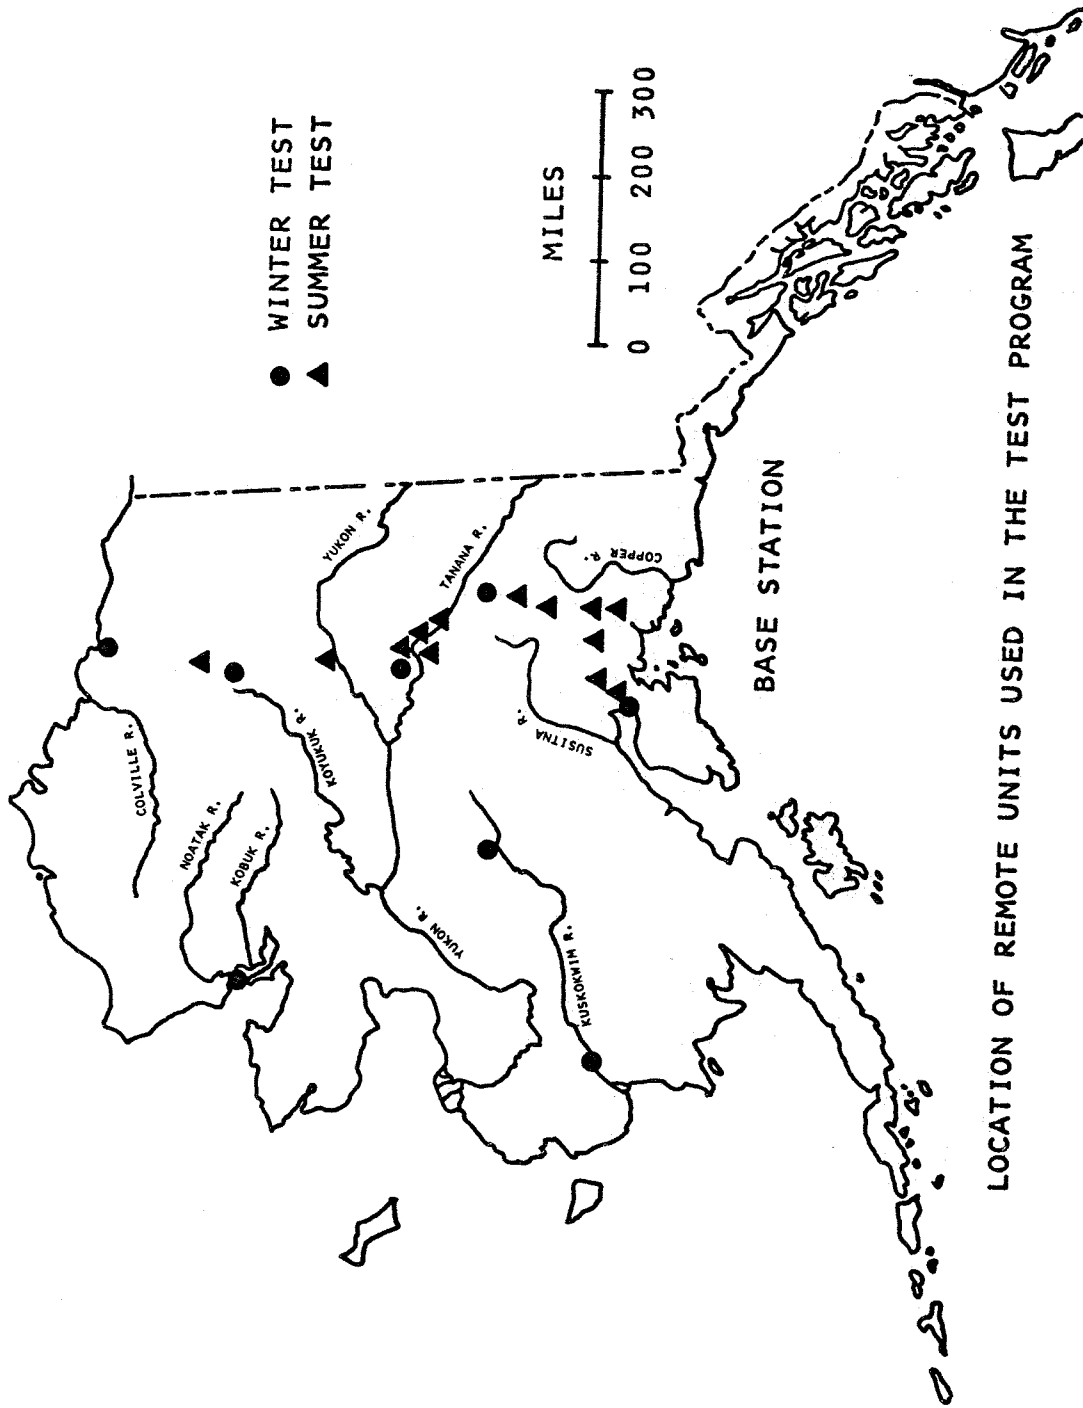 WINTER TEST
SUMMER TEST
MILES
0 100 200 300
COLVILLE R.
NOATAK R.
KOBUK R.
KOYUKUK R.
YUKON R.
TANANA R.
YUKON R.
KUSKOKWIM R.
SUSITNA R.
COPPER R.
BASE STATION
LOCATION OF REMOTE UNITS USED IN THE TEST PROGRAM